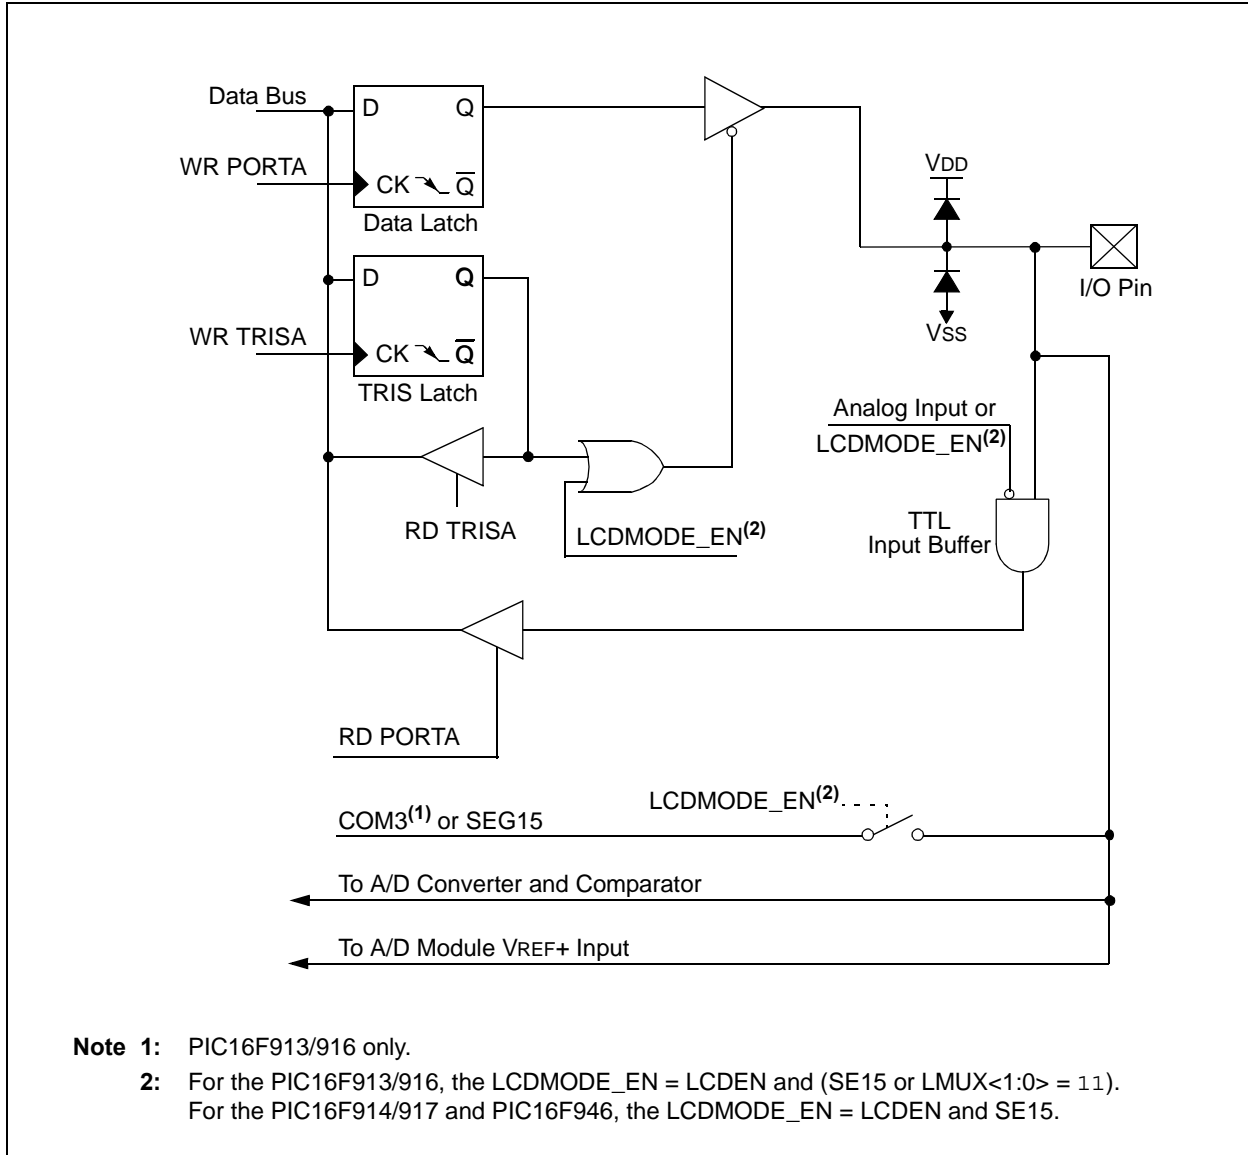 Data Bus
D
Q
WR PORTA
CK
Q
Data Latch
VDD
D
Q
I/O Pin
WR TRISA
CK
Q
VSS
TRIS Latch
Analog Input or
LCDMODE_EN(2)
RD TRISA
LCDMODE_EN(2)
TTL
Input Buffer
RD PORTA
LCDMODE_EN(2)
COM3(1) or SEG15
To A/D Converter and Comparator
To A/D Module VREF+ Input
Note 1: PIC16F913/916 only.
2: For the PIC16F913/916, the LCDMODE_EN = LCDEN and (SE15 or LMUX<1:0> = 11).
For the PIC16F914/917 and PIC16F946, the LCDMODE_EN = LCDEN and SE15.